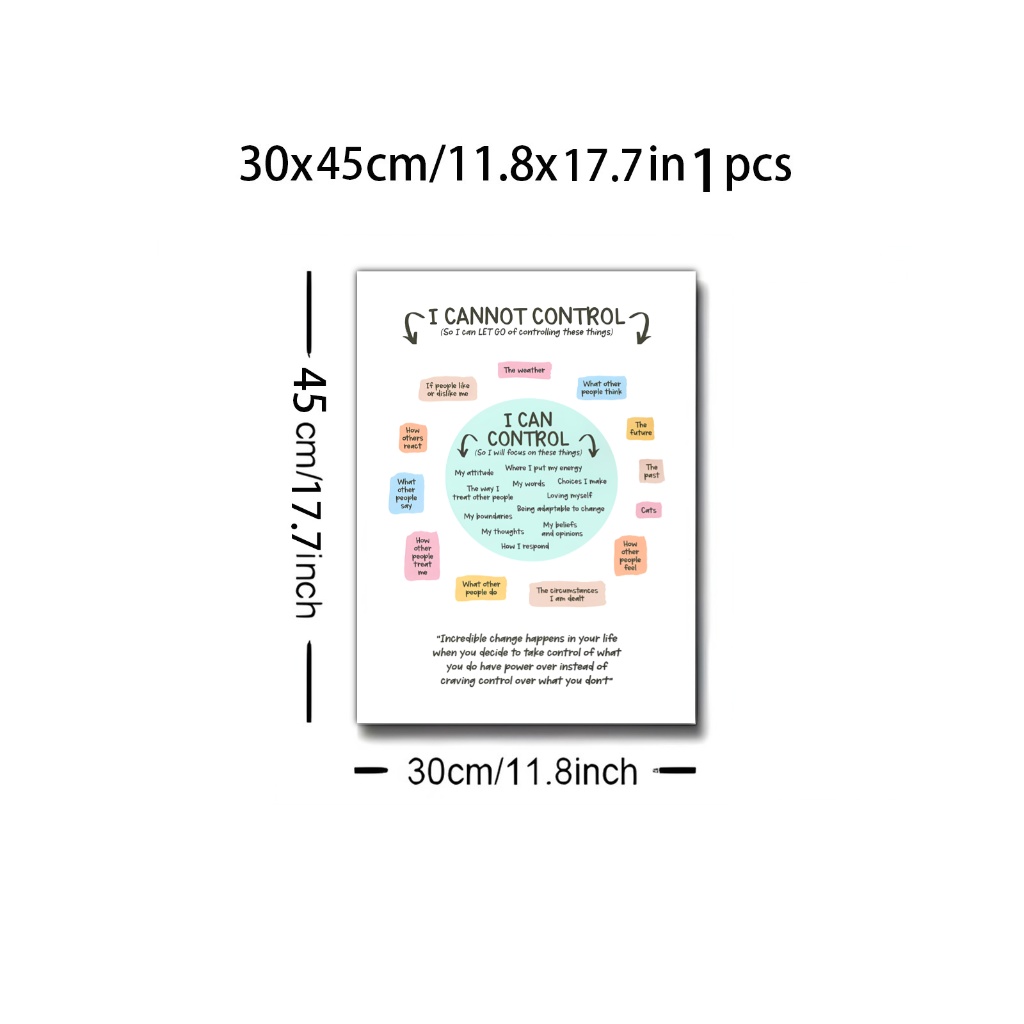 30x45cm/11.8x17.7in 1 pcs
45 cm/17.7inch
I CANNOT CONTROL
(So I can LET GO of controlling these things)
The weather
If people like
or dislike me
What other
people think
How
others
react
The
future
What
other
people
say
The
past
Cats
How
other
people
treat
me
How
other
people
feel
What other
people do
The circumstances
I am dealt
I CAN
CONTROL
(So I will focus on these things)
My attitude
Where I put my energy
My words
Choices I make
The way I
treat other people
Loving myself
Being adaptable to change
My boundaries
My thoughts
My beliefs
and opinions
How I respond
"Incredible change happens in your life
when you decide to take control of what
you do have power over instead of
craving control over what you don't"
30cm/11.8inch